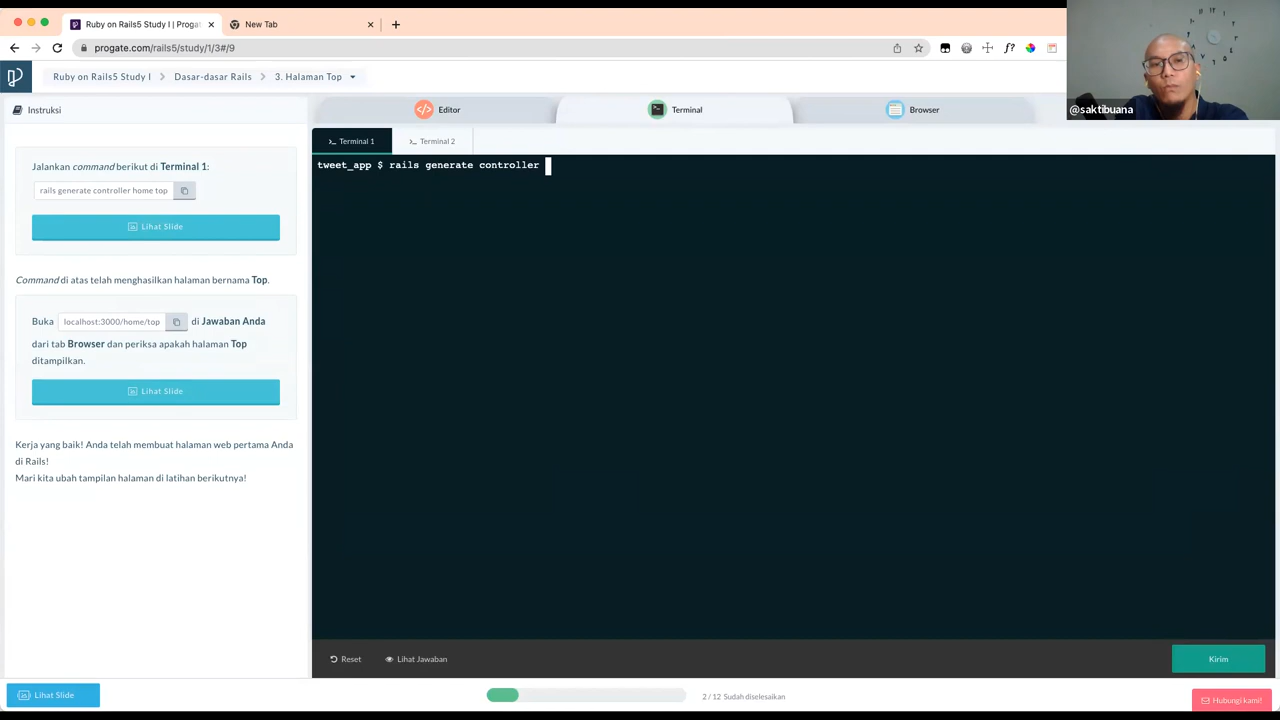 Ruby on Rails5 Study I | Progate
New Tab
progate.com/rails5/study/1/3#/9
@saktibuana
Ruby on Rails5 Study I
Dasar-dasar Rails
3. Halaman Top
Instruksi
Editor
Terminal
Browser
Terminal 1
Terminal 2
Jalankan command berikut di Terminal 1:
rails generate controller home top
Lihat Slide
Command di atas telah menghasilkan halaman bernama Top.
Buka localhost:3000/home/top di Jawaban Anda
dari tab Browser dan periksa apakah halaman Top
ditampilkan.
Lihat Slide
Kerja yang baik! Anda telah membuat halaman web pertama Anda
di Rails!
Mari kita ubah tampilan halaman di latihan berikutnya!
tweet_app $ rails generate controller
Reset
Lihat Jawaban
Kirim
Lihat Slide
2 / 12 Sudah diselesaikan
Hubungi kami!